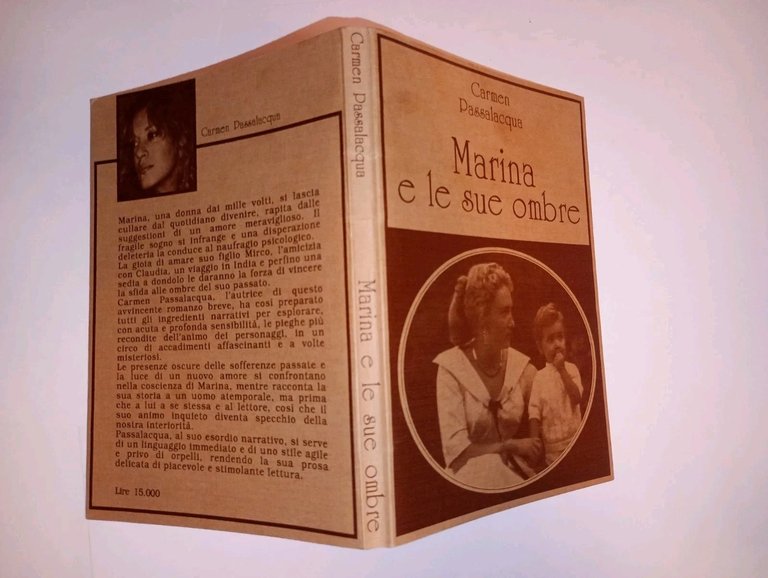 Carmen Passalacqua
Marina, una donna dai mille volti, si lascia
cullare dal quotidiano divenire, rapita dalle
suggestioni di un amore meraviglioso. Il
fragile sogno si infrange e una disperazione
deleteria la conduce al naufragio psicologico.
La gioia di amare suo figlio Mirco, l'amicizia
con Claudia, un viaggio in India e perfino una
sedia a dondolo le daranno la forza di vincere
la sfida alle ombre del suo passato.
Carmen Passalacqua, l'autrice di questo
avvincente romanzo breve, ha così preparato
tutti gli ingredienti narrativi per esplorare,
con acuta e profonda sensibilità, le pieghe più
recondite dell'animo dei personaggi, in un
circo di accadimenti affascinanti e a volte
misteriosi.
Le presenze oscure delle sofferenze passate e
la luce di un nuovo amore si confrontano
nella coscienza di Marina, mentre racconta la
sua storia a un uomo atemporale, ma prima
che a lui a se stessa e al lettore, così che il
suo animo inquieto diventa specchio della
nostra interiorità.
Passalacqua, al suo esordio narrativo, si serve
di un linguaggio immediato e di uno stile agile
e privo di orpelli, rendendo la sua prosa
delicata di piacevole e stimolante lettura.
Lire 15.000
Carmen Passalacqua
Marina e le sue ombre
Carmen
Passalacqua
Marina
e le sue ombre